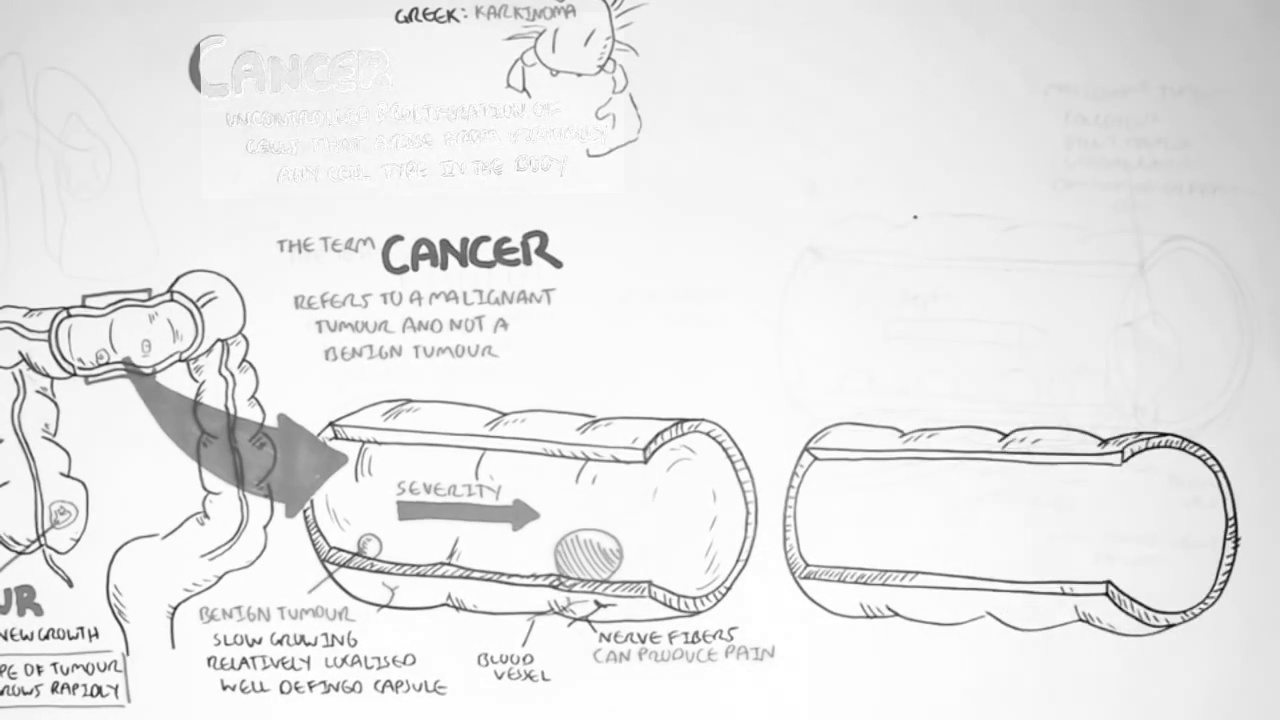 GREEK: KARKINOMA
CANCER
UNCONTROLLED PROLIFERATION OF
CELLS THAT ARISE FROM VIRTUALLY
ANY CELL TYPE IN THE BODY
THE TERM CANCER
REFERS TO A MALIGNANT
TUMOUR AND NOT A
BENIGN TUMOUR
SEVERITY
UR
NEW GROWTH
PE OF TUMOUR
ROWS RAPIDLY
BENIGN TUMOUR
SLOW GROWING
RELATIVELY LOCALISED
WELL DEFINED CAPSULE
BLOOD
VESSEL
NERVE FIBERS
CAN PRODUCE PAIN